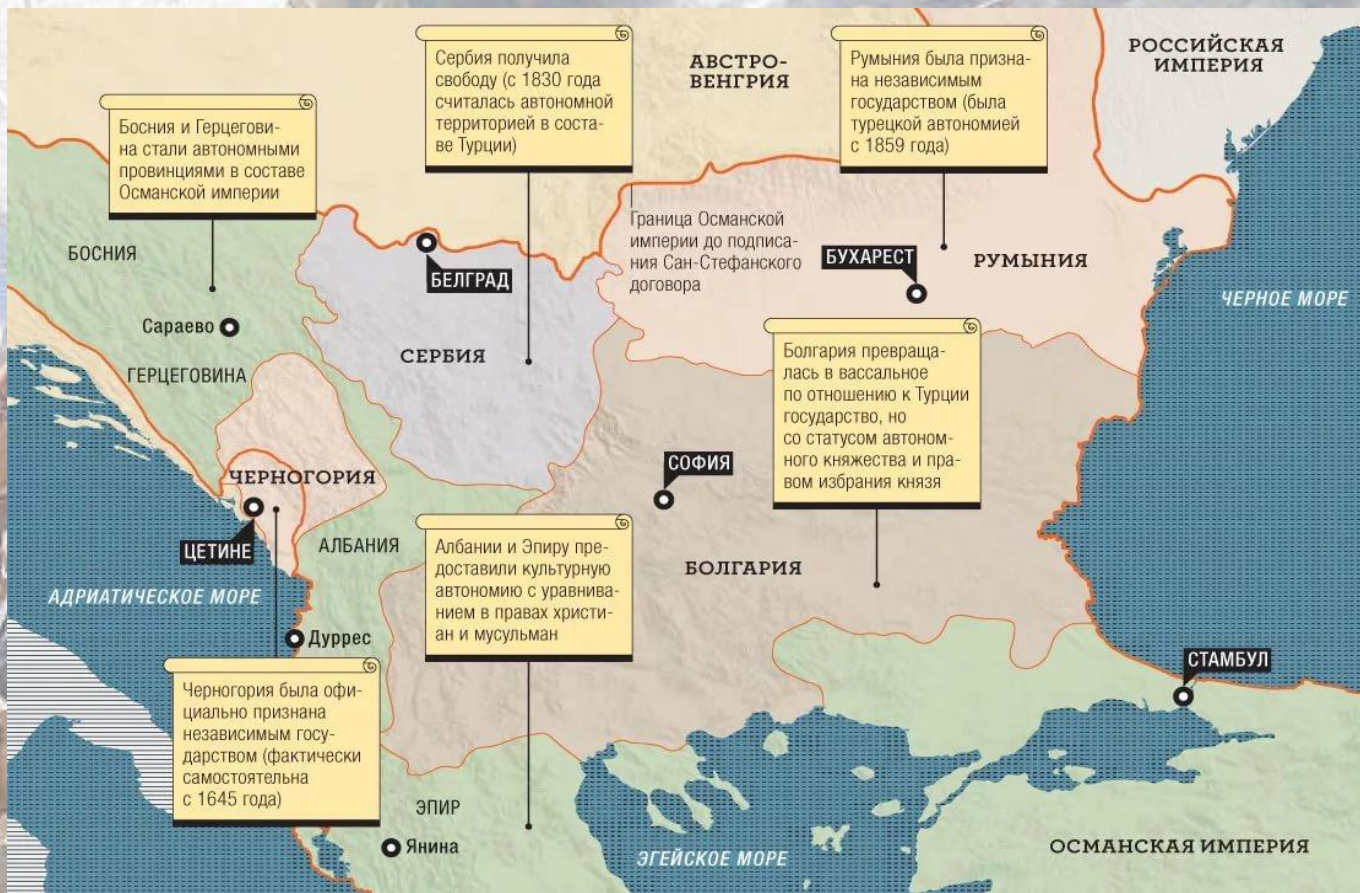 АВСТРО-
ВЕНГРИЯ
РОССИЙСКАЯ
ИМПЕРИЯ
Сербия получила
свободу (с 1830 года
считалась автономной
территорией в соста-
ве Турции)
Румыния была призна-
на независимым
государством (была
турецкой автономией
с 1859 года)
Босния и Герцегови-
на стали автономными
провинциями в составе
Османской империи
Граница Османской
империи до подписа-
ния Сан-Стефанского
договора
БОСНИЯ
БЕЛГРАД
БУХАРЕСТ
РУМЫНИЯ
ЧЕРНОЕ МОРЕ
Сараево
СЕРБИЯ
ГЕРЦЕГОВИНА
Болгария превраща-
лась в вассальное
по отношению к Турции
государство, но
со статусом автоном-
ного княжества и пра-
вом избрания князя
ЧЕРНОГОРИЯ
СОФИЯ
ЦЕТИНЕ
АЛБАНИЯ
Албании и Эпиру пре-
доставили культурную
автономию с уравнива-
нием в правах христи-
ан и мусульман
БОЛГАРИЯ
АДРИАТИЧЕСКОЕ МОРЕ
Дуррес
СТАМБУЛ
Черногория была офи-
циально признана
независимым госу-
дарством (фактически
самостоятельна
с 1645 года)
ЭПИР
Янина
ЭГЕЙСКОЕ МОРЕ
ОСМАНСКАЯ ИМПЕРИЯ